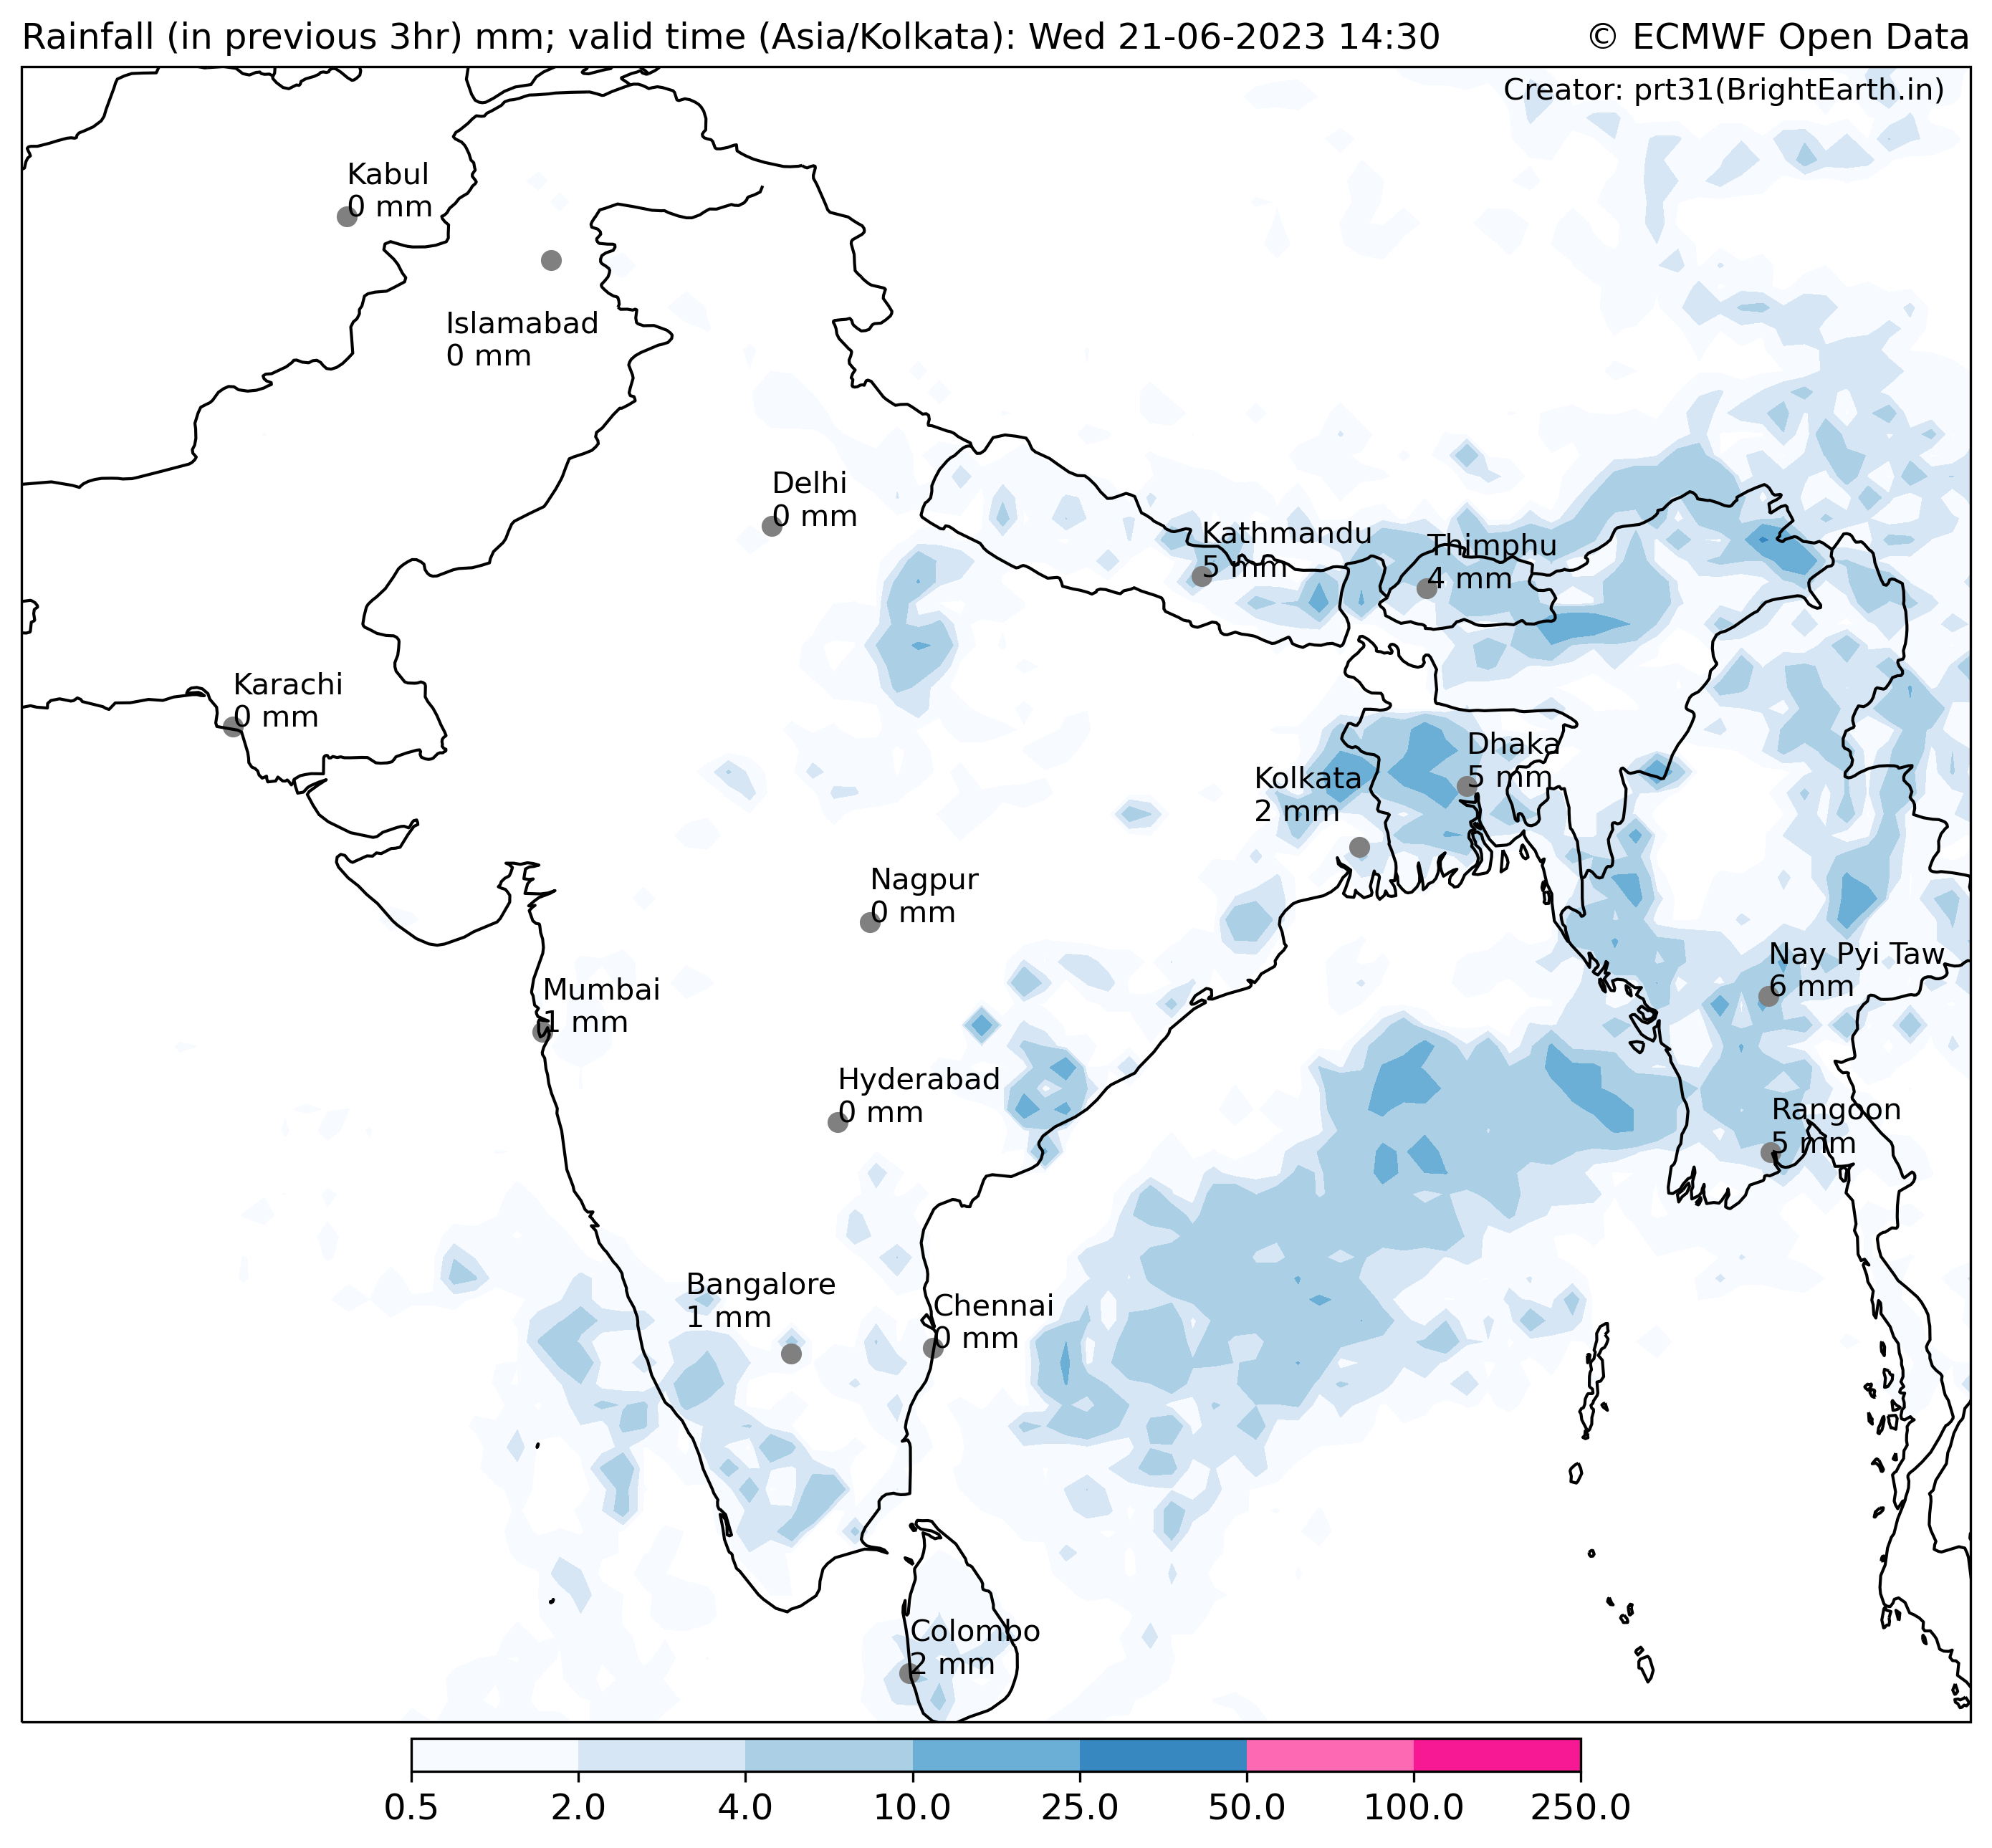 Rainfall (in previous 3hr) mm; valid time (Asia/Kolkata): Wed 21-06-2023 14:30
© ECMWF Open Data
Creator: prt31(BrightEarth.in)
Kabul
0 mm
Islamabad
0 mm
Delhi
0 mm
Kathmandu
5 mm
Thimphu
4 mm
Karachi
0 mm
Dhaka
5 mm
Kolkata
2 mm
Nagpur
0 mm
Nay Pyi Taw
6 mm
Mumbai
1 mm
Hyderabad
0 mm
Rangoon
5 mm
Bangalore
1 mm
Chennai
0 mm
Colombo
2 mm
0.5 2.0 4.0 10.0 25.0 50.0 100.0 250.0